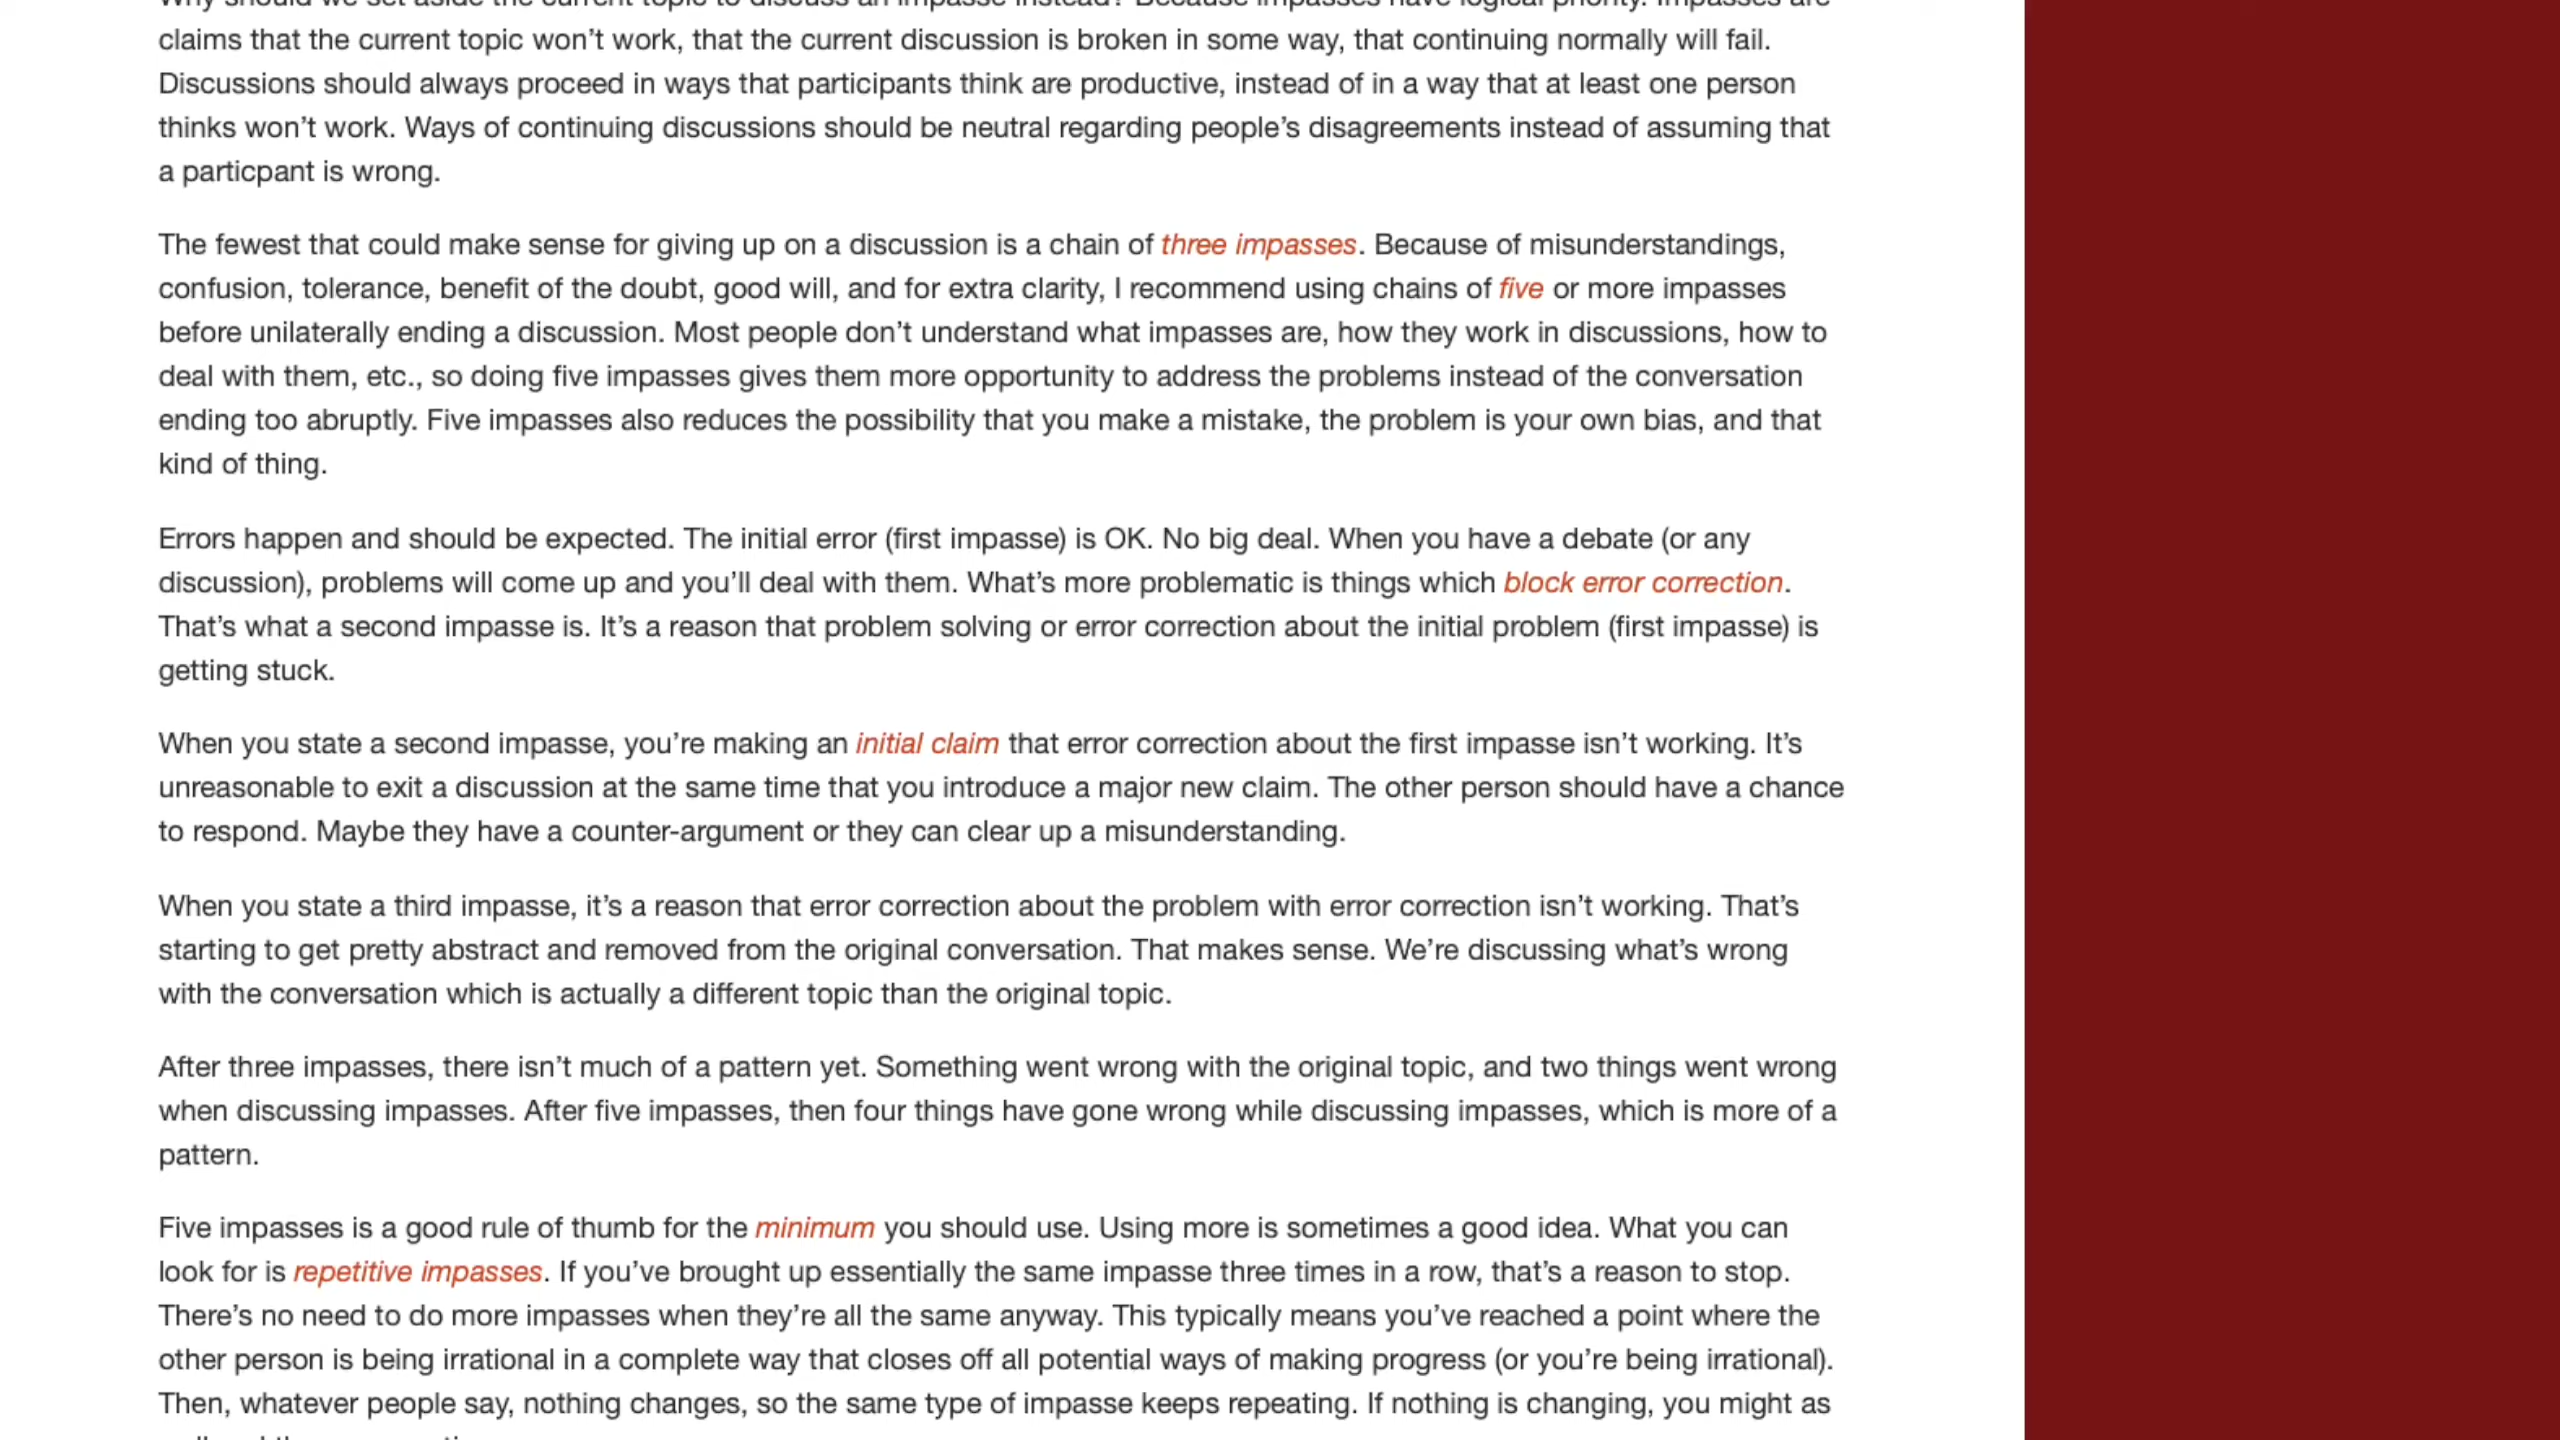 Why should we set aside the current topic to discuss an impasse instead? Because impasses have logical priority. Impasses are
claims that the current topic won’t work, that the current discussion is broken in some way, that continuing normally will fail.
Discussions should always proceed in ways that participants think are productive, instead of in a way that at least one person
thinks won’t work. Ways of continuing discussions should be neutral regarding people’s disagreements instead of assuming that
a particpant is wrong.
The fewest that could make sense for giving up on a discussion is a chain of three impasses. Because of misunderstandings,
confusion, tolerance, benefit of the doubt, good will, and for extra clarity, I recommend using chains of five or more impasses
before unilaterally ending a discussion. Most people don’t understand what impasses are, how they work in discussions, how to
deal with them, etc., so doing five impasses gives them more opportunity to address the problems instead of the conversation
ending too abruptly. Five impasses also reduces the possibility that you make a mistake, the problem is your own bias, and that
kind of thing.
Errors happen and should be expected. The initial error (first impasse) is OK. No big deal. When you have a debate (or any
discussion), problems will come up and you’ll deal with them. What’s more problematic is things which block error correction.
That’s what a second impasse is. It’s a reason that problem solving or error correction about the initial problem (first impasse) is
getting stuck.
When you state a second impasse, you’re making an initial claim that error correction about the first impasse isn’t working. It’s
unreasonable to exit a discussion at the same time that you introduce a major new claim. The other person should have a chance
to respond. Maybe they have a counter-argument or they can clear up a misunderstanding.
When you state a third impasse, it’s a reason that error correction about the problem with error correction isn’t working. That’s
starting to get pretty abstract and removed from the original conversation. That makes sense. We’re discussing what’s wrong
with the conversation which is actually a different topic than the original topic.
After three impasses, there isn’t much of a pattern yet. Something went wrong with the original topic, and two things went wrong
when discussing impasses. After five impasses, then four things have gone wrong while discussing impasses, which is more of a
pattern.
Five impasses is a good rule of thumb for the minimum you should use. Using more is sometimes a good idea. What you can
look for is repetitive impasses. If you’ve brought up essentially the same impasse three times in a row, that’s a reason to stop.
There’s no need to do more impasses when they’re all the same anyway. This typically means you’ve reached a point where the
other person is being irrational in a complete way that closes off all potential ways of making progress (or you’re being irrational).
Then, whatever people say, nothing changes, so the same type of impasse keeps repeating. If nothing is changing, you might as